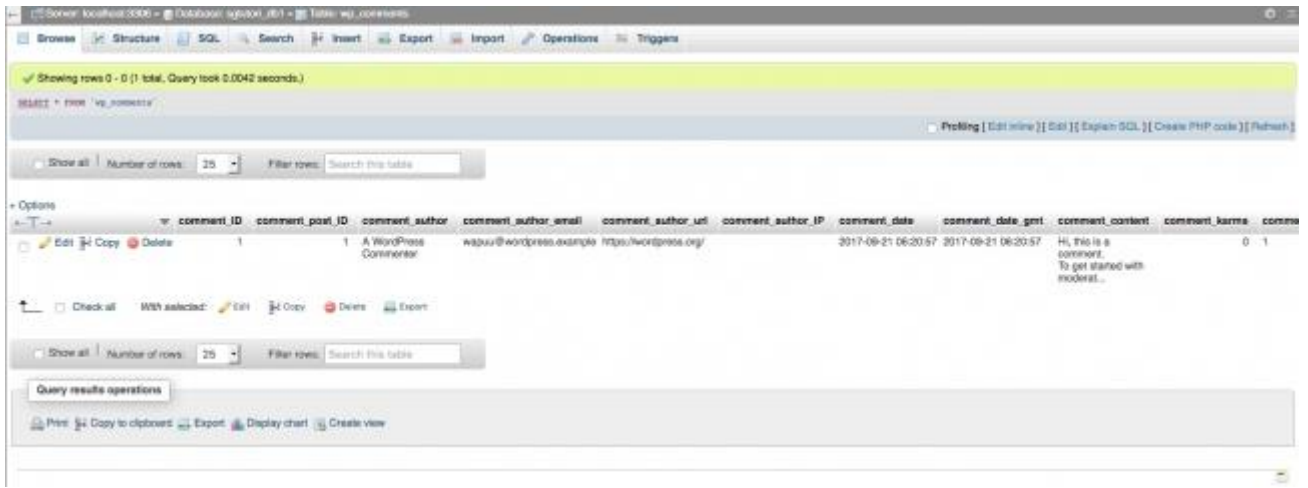 Server: localhost:3306 » Database: » Table: wp_comments
Browse Structure SQL Search Insert Export Import Operations Triggers
Showing rows 0 - 0 (1 total, Query took 0.0042 seconds.)
SELECT * FROM `wp_comments`
Profiling [ Edit inline ] [ Edit ] [ Explain SQL ] [ Create PHP code ] [ Refresh ]
Show all Number of rows: 25 Filter rows: Search this table
+ Options
comment_ID comment_post_ID comment_author comment_author_email comment_author_url comment_author_IP comment_date comment_date_gmt comment_content comment_karma comme
Edit Copy Delete 1 1 A WordPress wapuu@wordpress.example https://wordpress.org/ 2017-09-21 06:20:57 2017-09-21 06:20:57 Hi, this is a 0 1
Commenter comment.
To get started with
moderat...
Check all With selected: Edit Copy Delete Export
Show all Number of rows: 25 Filter rows: Search this table
Query results operations
Print Copy to clipboard Export Display chart Create view